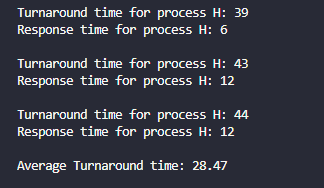 Turnaround time for process H: 39
Response time for process H: 6
Turnaround time for process H: 43
Response time for process H: 12
Turnaround time for process H: 44
Response time for process H: 12
Average Turnaround time: 28.47